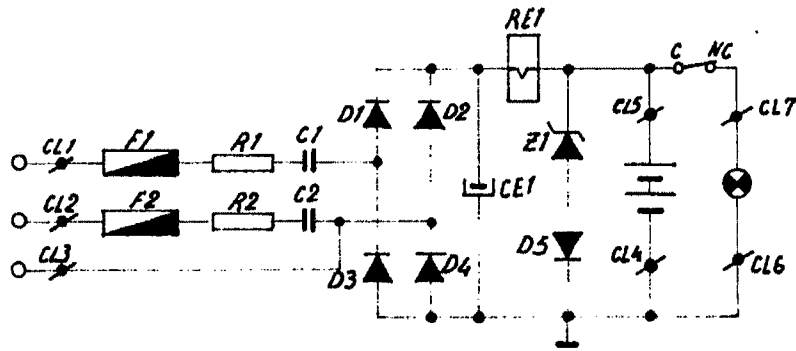 RE1
C NC
D1 D2
CL5
CL7
CL1 F1 R1 C1
Z1
CL2 F2 R2 C2
CE1
CL3
D3 D4
D5
CL4
CL6